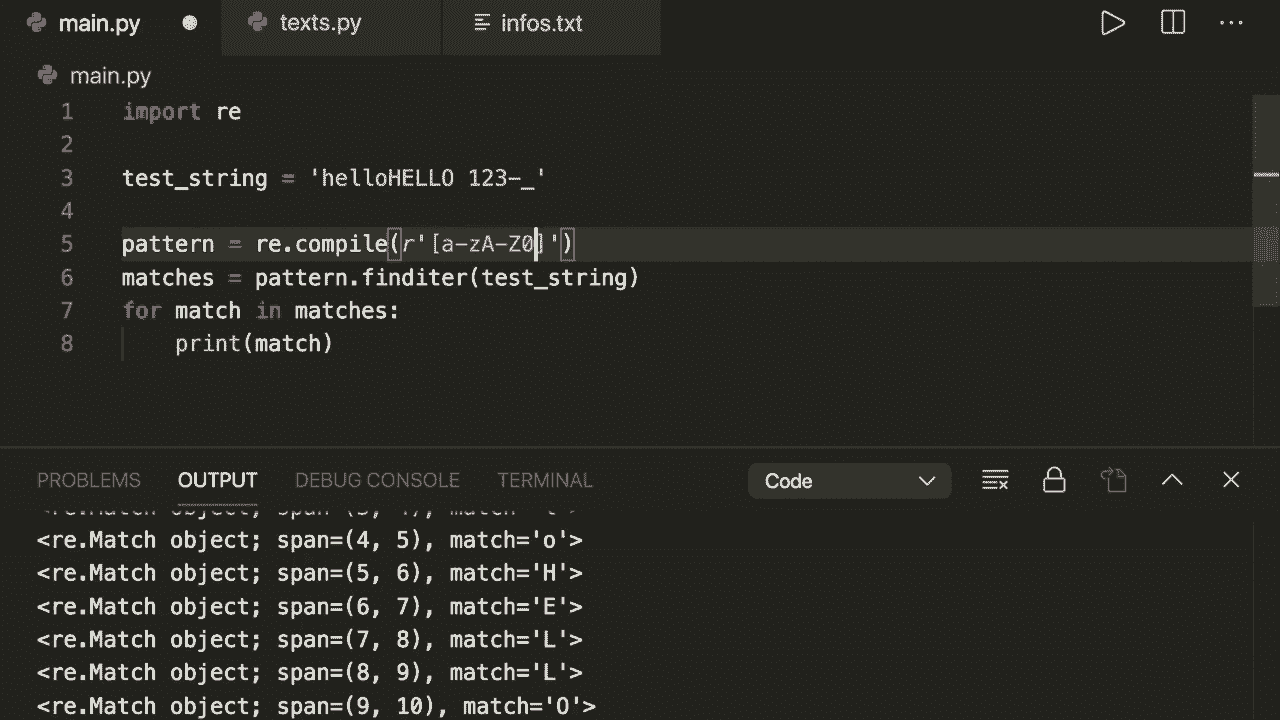 main.py
texts.py
infos.txt
main.py
1 import re
2
3 test_string = 'helloHELLO 123-_'
4
5 pattern = re.compile(r'[a-zA-Z0]')
6 matches = pattern.finditer(test_string)
7 for match in matches:
8 print(match)
PROBLEMS OUTPUT DEBUG CONSOLE TERMINAL Code
<re.Match object; span=(4, 5), match='o'>
<re.Match object; span=(5, 6), match='H'>
<re.Match object; span=(6, 7), match='E'>
<re.Match object; span=(7, 8), match='L'>
<re.Match object; span=(8, 9), match='L'>
<re.Match object; span=(9, 10), match='O'>